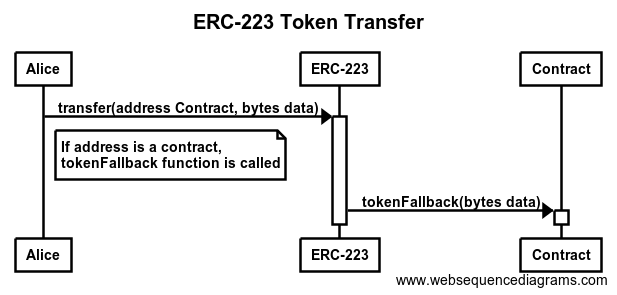 ERC-223 Token Transfer
Alice
ERC-223
Contract
transfer(address Contract, bytes data)
If address is a contract,
tokenFallback function is called
tokenFallback(bytes data)
Alice
ERC-223
Contract
www.websequencediagrams.com